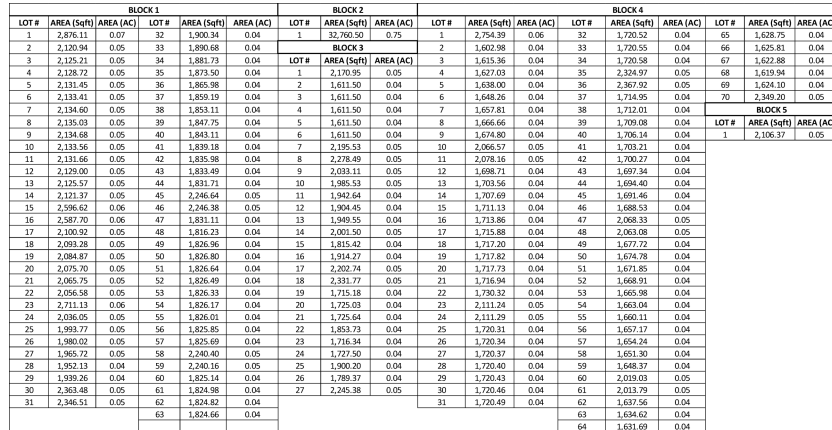 BLOCK 1 BLOCK 2 BLOCK 4
LOT # AREA (Sqft) AREA (AC) LOT # AREA (Sqft) AREA (AC) LOT # AREA (Sqft) AREA (AC) LOT # AREA (Sqft) AREA (AC) LOT # AREA (Sqft) AREA (AC) LOT # AREA (Sqft) AREA (AC)
1 2,876.11 0.07 32 1,900.34 0.04 1 32,760.50 0.75 1 2,754.39 0.06 32 1,720.52 0.04 65 1,628.75 0.04
2 2,120.94 0.05 33 1,890.68 0.04 BLOCK 3 2 1,602.98 0.04 33 1,720.55 0.04 66 1,625.81 0.04
3 2,125.21 0.05 34 1,881.73 0.04 LOT # AREA (Sqft) AREA (AC) 3 1,615.36 0.04 34 1,720.58 0.04 67 1,622.88 0.04
4 2,128.72 0.05 35 1,873.50 0.04 1 2,170.95 0.05 4 1,627.03 0.04 35 2,324.97 0.05 68 1,619.94 0.04
5 2,131.45 0.05 36 1,865.98 0.04 2 1,611.50 0.04 5 1,638.00 0.04 36 2,367.92 0.05 69 1,624.10 0.04
6 2,133.41 0.05 37 1,859.19 0.04 3 1,611.50 0.04 6 1,648.26 0.04 37 1,714.95 0.04 70 2,349.20 0.05
7 2,134.60 0.05 38 1,853.11 0.04 4 1,611.50 0.04 7 1,657.81 0.04 38 1,712.01 0.04 BLOCK 5
8 2,135.03 0.05 39 1,847.75 0.04 5 1,611.50 0.04 8 1,666.66 0.04 39 1,709.08 0.04 LOT # AREA (Sqft) AREA (AC)
9 2,134.68 0.05 40 1,843.11 0.04 6 1,611.50 0.04 9 1,674.80 0.04 40 1,706.14 0.04 1 2,106.37 0.05
10 2,133.56 0.05 41 1,839.18 0.04 7 2,195.53 0.05 10 2,066.57 0.05 41 1,703.21 0.04
11 2,131.66 0.05 42 1,835.98 0.04 8 2,278.49 0.05 11 2,078.16 0.05 42 1,700.27 0.04
12 2,129.00 0.05 43 1,833.49 0.04 9 2,033.11 0.05 12 1,698.71 0.04 43 1,697.34 0.04
13 2,125.57 0.05 44 1,831.71 0.04 10 1,985.53 0.05 13 1,703.56 0.04 44 1,694.40 0.04
14 2,121.37 0.05 45 2,246.64 0.05 11 1,942.64 0.04 14 1,707.69 0.04 45 1,691.46 0.04
15 2,596.62 0.06 46 2,246.38 0.05 12 1,904.45 0.04 15 1,711.13 0.04 46 1,688.53 0.04
16 2,587.70 0.06 47 1,831.11 0.04 13 1,949.55 0.04 16 1,713.86 0.04 47 2,068.33 0.05
17 2,100.92 0.05 48 1,816.23 0.04 14 2,001.50 0.05 17 1,715.88 0.04 48 2,063.08 0.05
18 2,093.28 0.05 49 1,826.96 0.04 15 1,815.42 0.04 18 1,717.20 0.04 49 1,677.72 0.04
19 2,084.87 0.05 50 1,826.80 0.04 16 1,914.27 0.04 19 1,717.82 0.04 50 1,674.78 0.04
20 2,075.70 0.05 51 1,826.64 0.04 17 2,202.74 0.05 20 1,717.73 0.04 51 1,671.85 0.04
21 2,065.75 0.05 52 1,826.49 0.04 18 2,331.77 0.05 21 1,716.94 0.04 52 1,668.91 0.04
22 2,056.58 0.05 53 1,826.33 0.04 19 1,715.18 0.04 22 1,730.32 0.04 53 1,665.98 0.04
23 2,711.13 0.06 54 1,826.17 0.04 20 1,725.03 0.04 23 2,111.24 0.05 54 1,663.04 0.04
24 2,036.05 0.05 55 1,826.01 0.04 21 1,725.64 0.04 24 2,111.29 0.05 55 1,660.11 0.04
25 1,993.77 0.05 56 1,825.85 0.04 22 1,853.73 0.04 25 1,720.31 0.04 56 1,657.17 0.04
26 1,980.02 0.05 57 1,825.69 0.04 23 1,716.34 0.04 26 1,720.34 0.04 57 1,654.24 0.04
27 1,965.72 0.05 58 2,240.40 0.05 24 1,727.50 0.04 27 1,720.37 0.04 58 1,651.30 0.04
28 1,952.13 0.04 59 2,240.16 0.05 25 1,900.20 0.04 28 1,720.40 0.04 59 1,648.37 0.04
29 1,939.26 0.04 60 1,825.14 0.04 26 1,789.37 0.04 29 1,720.43 0.04 60 2,019.03 0.05
30 2,363.48 0.05 61 1,824.98 0.04 27 2,245.38 0.05 30 1,720.46 0.04 61 2,013.79 0.05
31 2,346.51 0.05 62 1,824.82 0.04 31 1,720.49 0.04 62 1,637.56 0.04
63 1,824.66 0.04 63 1,634.62 0.04
64 1,631.69 0.04